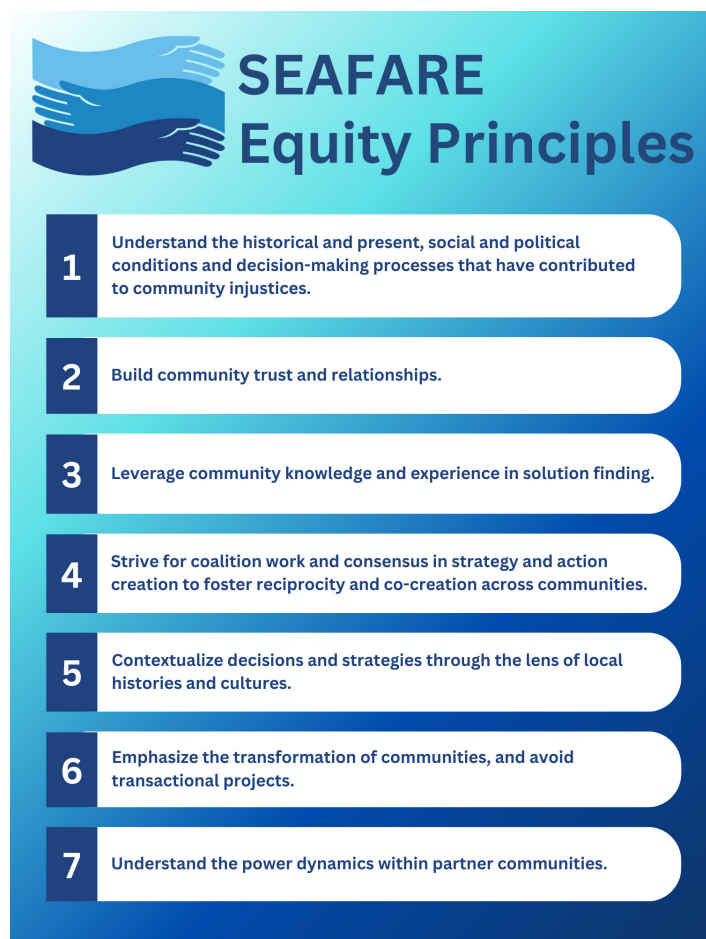 SEAFARE
Equity Principles
1
Understand the historical and present, social and political
conditions and decision-making processes that have contributed
to community injustices.
2
Build community trust and relationships.
3
Leverage community knowledge and experience in solution finding.
4
Strive for coalition work and consensus in strategy and action
creation to foster reciprocity and co-creation across communities.
5
Contextualize decisions and strategies through the lens of local
histories and cultures.
6
Emphasize the transformation of communities, and avoid
transactional projects.
7
Understand the power dynamics within partner communities.